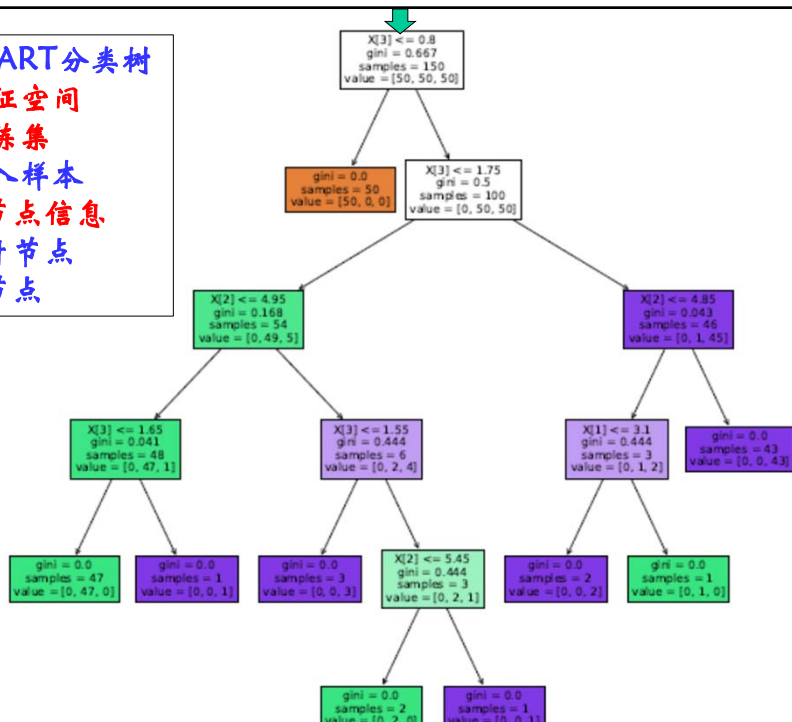 ART分类树
征空间
练集
入样本
节点信息
叶节点
节点
X[3] <= 0.8
gini = 0.667
samples = 150
value = [50, 50, 50]
gini = 0.0
samples = 50
value = [50, 0, 0]
X[3] <= 1.75
gini = 0.5
samples = 100
value = [0, 50, 50]
X[2] <= 4.95
gini = 0.168
samples = 54
value = [0, 49, 5]
X[2] <= 4.85
gini = 0.043
samples = 46
value = [0, 1, 45]
X[3] <= 1.65
gini = 0.041
samples = 48
value = [0, 47, 1]
X[3] <= 1.55
gini = 0.444
samples = 6
value = [0, 2, 4]
X[1] <= 3.1
gini = 0.444
samples = 3
value = [0, 1, 2]
gini = 0.0
samples = 43
value = [0, 0, 43]
gini = 0.0
samples = 47
value = [0, 47, 0]
gini = 0.0
samples = 1
value = [0, 0, 1]
gini = 0.0
samples = 3
value = [0, 0, 3]
X[2] <= 5.45
gini = 0.444
samples = 3
value = [0, 2, 1]
gini = 0.0
samples = 2
value = [0, 0, 2]
gini = 0.0
samples = 1
value = [0, 1, 0]
gini = 0.0
samples = 2
value = [0, 2, 0]
gini = 0.0
samples = 1
value = [0, 0, 1]